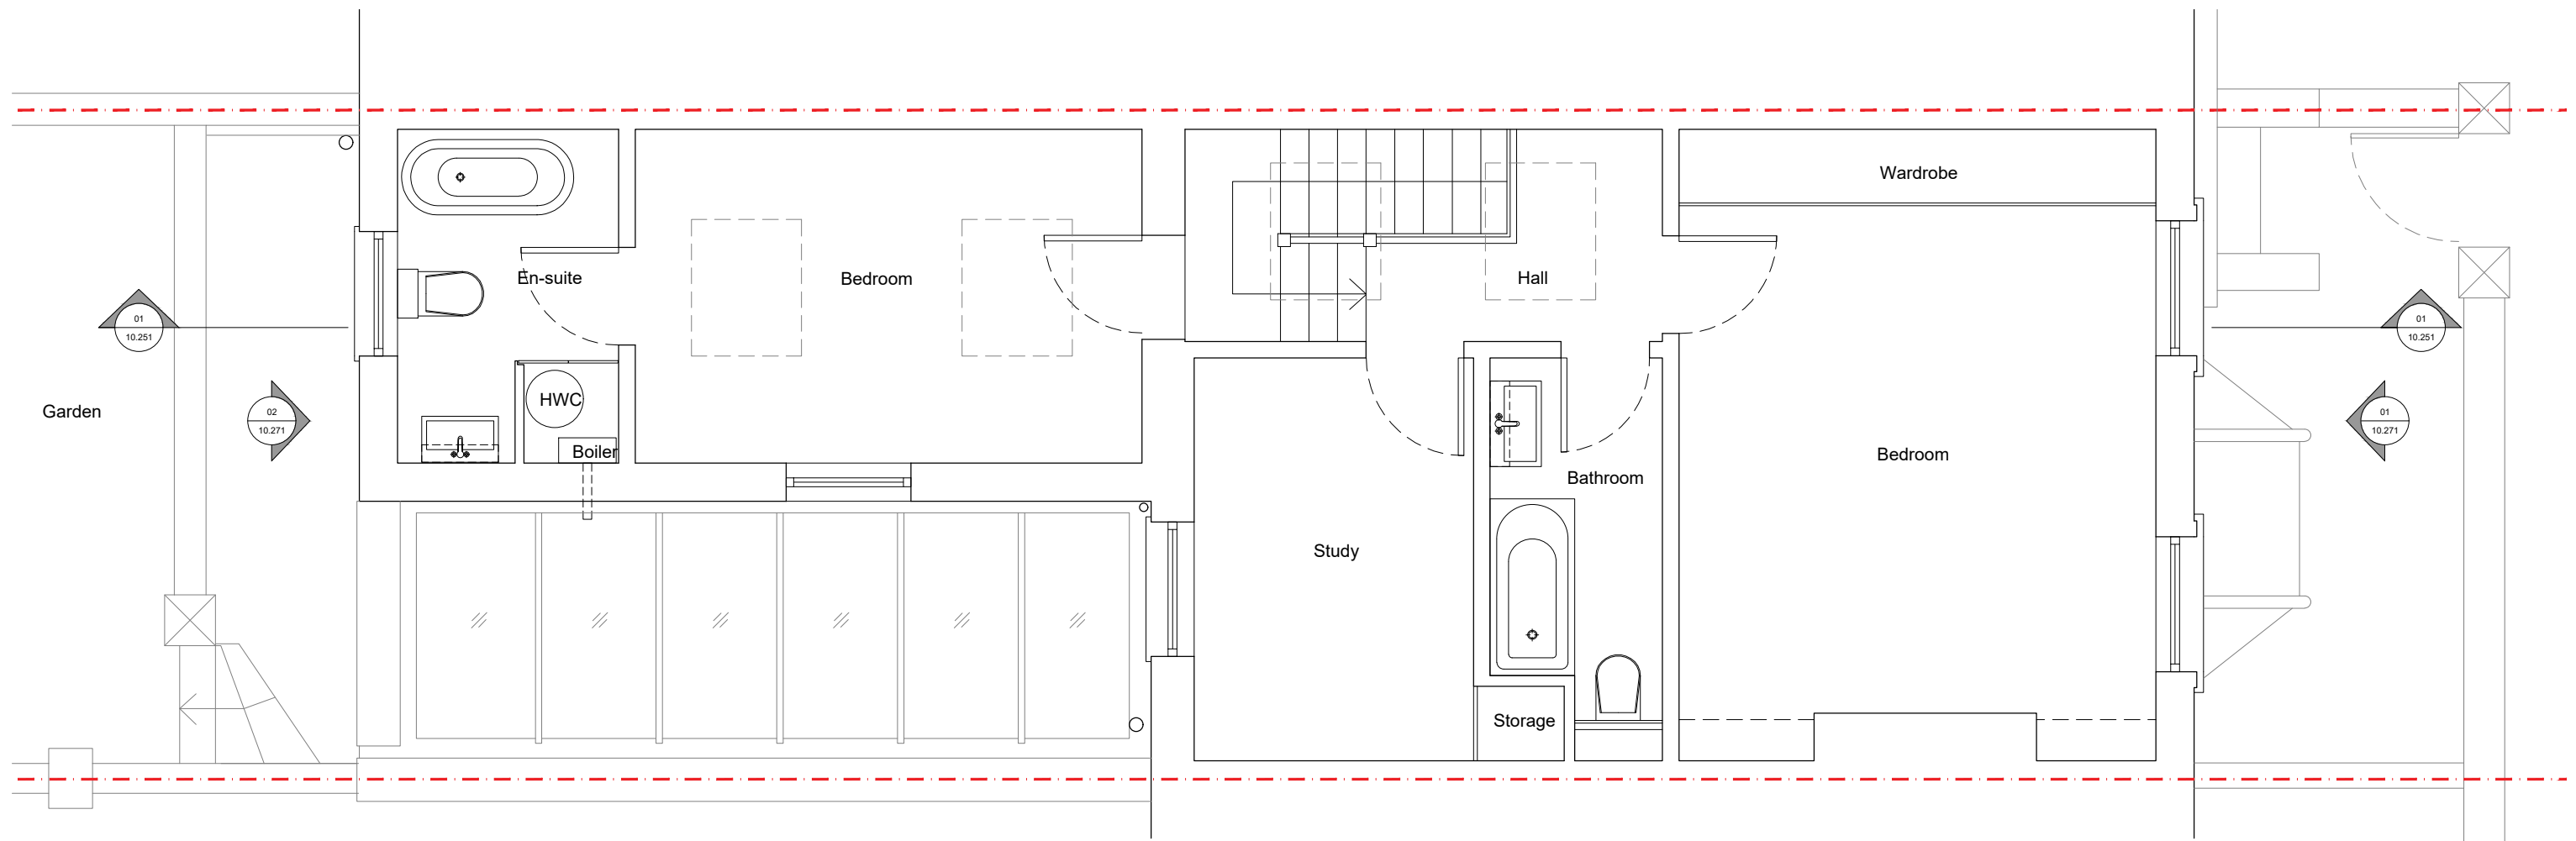 Wardrobe
En-suite
Bedroom
Hall
01
10.251
01
10.251
HWC
Garden
02
10.271
01
10.271
Boiler
Bedroom
Bathroom
Study
Storage